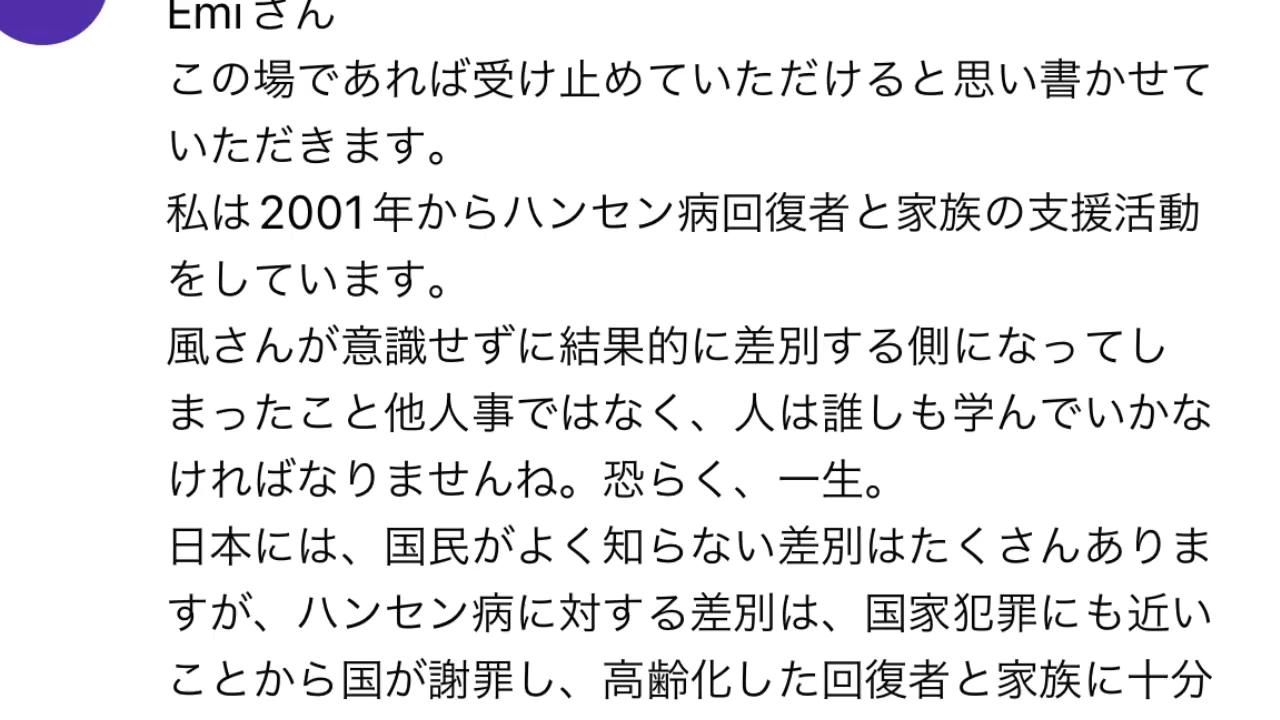 Emiさん
この場であれば受け止めていただけると思い書かせて
いただきます。
私は2001年からハンセン病回復者と家族の支援活動
をしています。
風さんが意識せずに結果的に差別する側になってし
まったこと他人事ではなく、人は誰しも学んでいかな
ければなりませんね。恐らく、一生。
日本には、国民がよく知らない差別はたくさんありま
すが、ハンセン病に対する差別は、国家犯罪にも近い
ことから国が謝罪し、高齢化した回復者と家族に十分